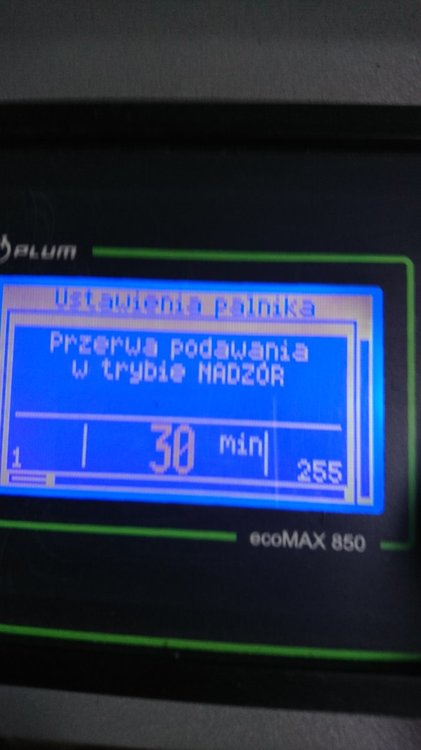 PLUM
Ustawienia palnika
Przerwa podawania
w trybie NADZÓR
30 min
1 255
ecoMAX 850